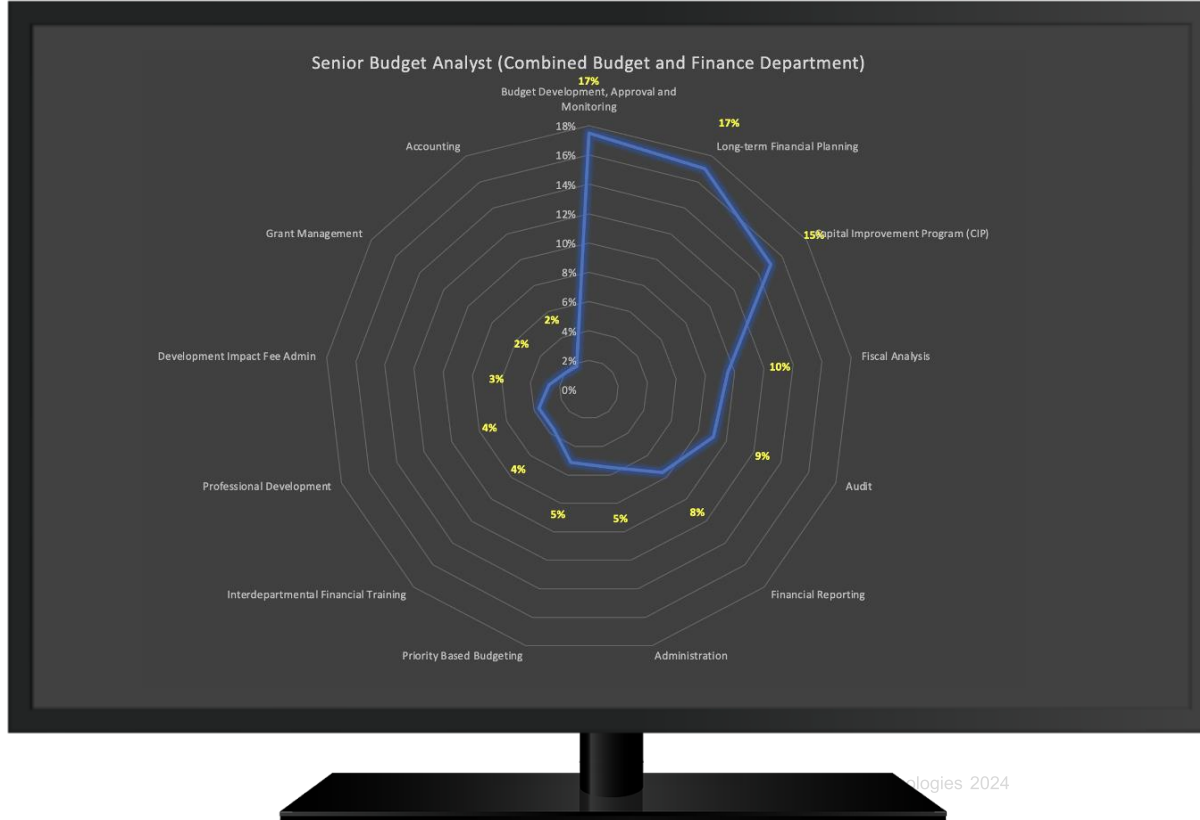 Senior Budget Analyst (Combined Budget and Finance Department)
17%
Budget Development, Approval and
Monitoring
17%
Long-term Financial Planning
15%
Capital Improvement Program (CIP)
10%
Fiscal Analysis
9%
Audit
8%
Financial Reporting
5%
Administration
5%
Priority Based Budgeting
4%
Interdepartmental Financial Training
4%
Professional Development
3%
Development Impact Fee Admin
2%
Grant Management
2%
Accounting
18%
16%
14%
12%
10%
8%
6%
4%
2%
0%
2024